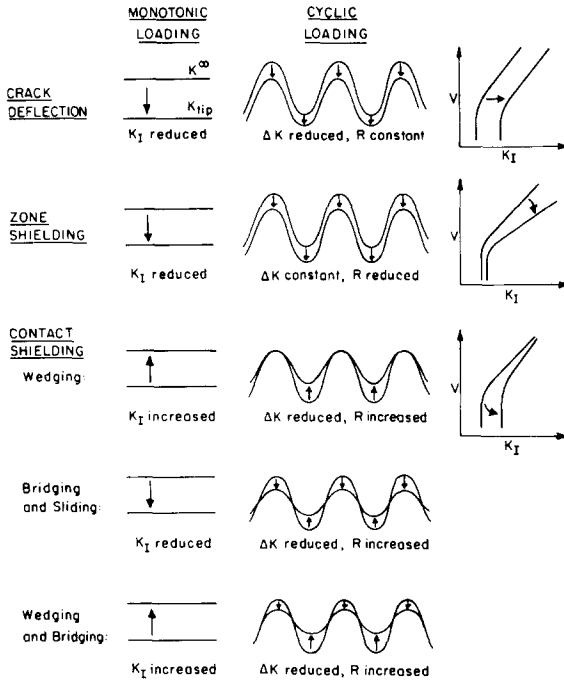 MONOTONIC LOADING
CYCLIC LOADING
CRACK DEFLECTION
K∞
Ktip
KI reduced
ΔK reduced, R constant
V
KI
ZONE SHIELDING
KI reduced
ΔK constant, R reduced
V
KI
CONTACT SHIELDING
Wedging:
KI increased
ΔK reduced, R increased
V
KI
Bridging and Sliding:
KI reduced
ΔK reduced, R increased
Wedging and Bridging:
KI increased
ΔK reduced, R increased